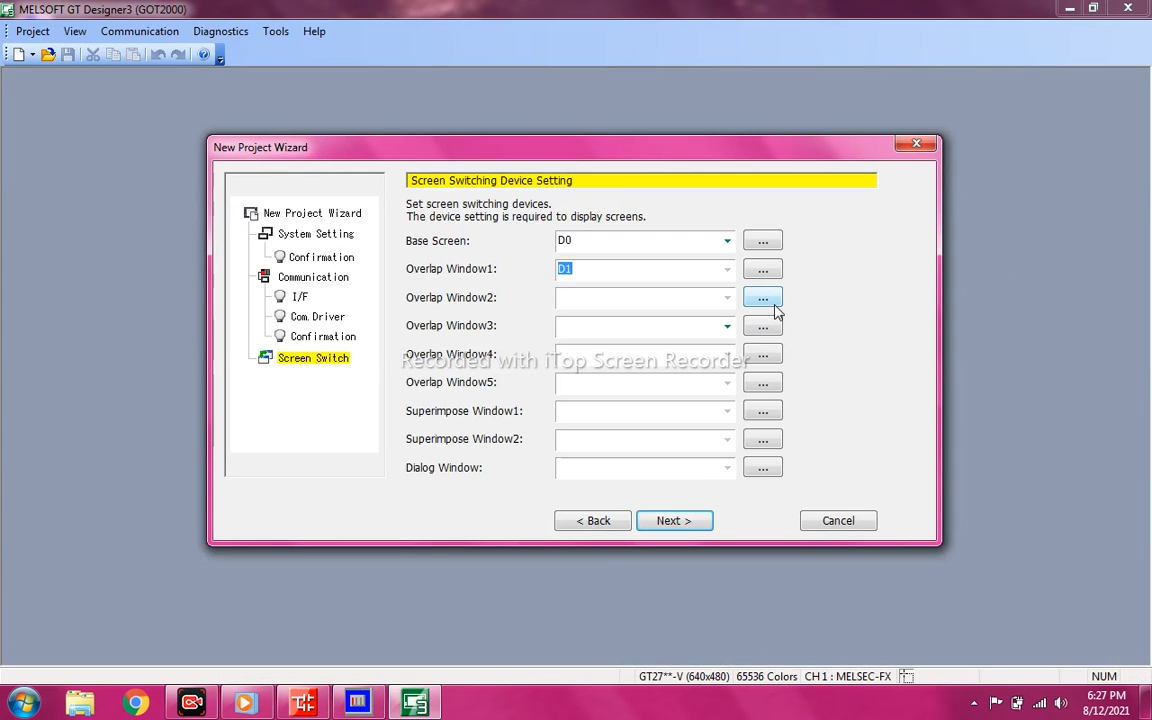 MELSOFT GT Designer3 (GOT2000)
Project View Communication Diagnostics Tools Help
New Project Wizard
New Project Wizard
System Setting
Confirmation
Communication
I/F
Com.Driver
Confirmation
Screen Switch
Screen Switching Device Setting
Set screen switching devices.
The device setting is required to display screens.
Base Screen: D0 ...
Overlap Window1: D1 ...
Overlap Window2: ...
Overlap Window3: ...
Overlap Window4: ...
Recorded with iTop Screen Recorder
Overlap Window5: ...
Superimpose Window1: ...
Superimpose Window2: ...
Dialog Window: ...
< Back Next > Cancel
GT27**-V (640x480) 65536 Colors CH1 : MELSEC-FX NUM
6:27 PM
8/12/2021